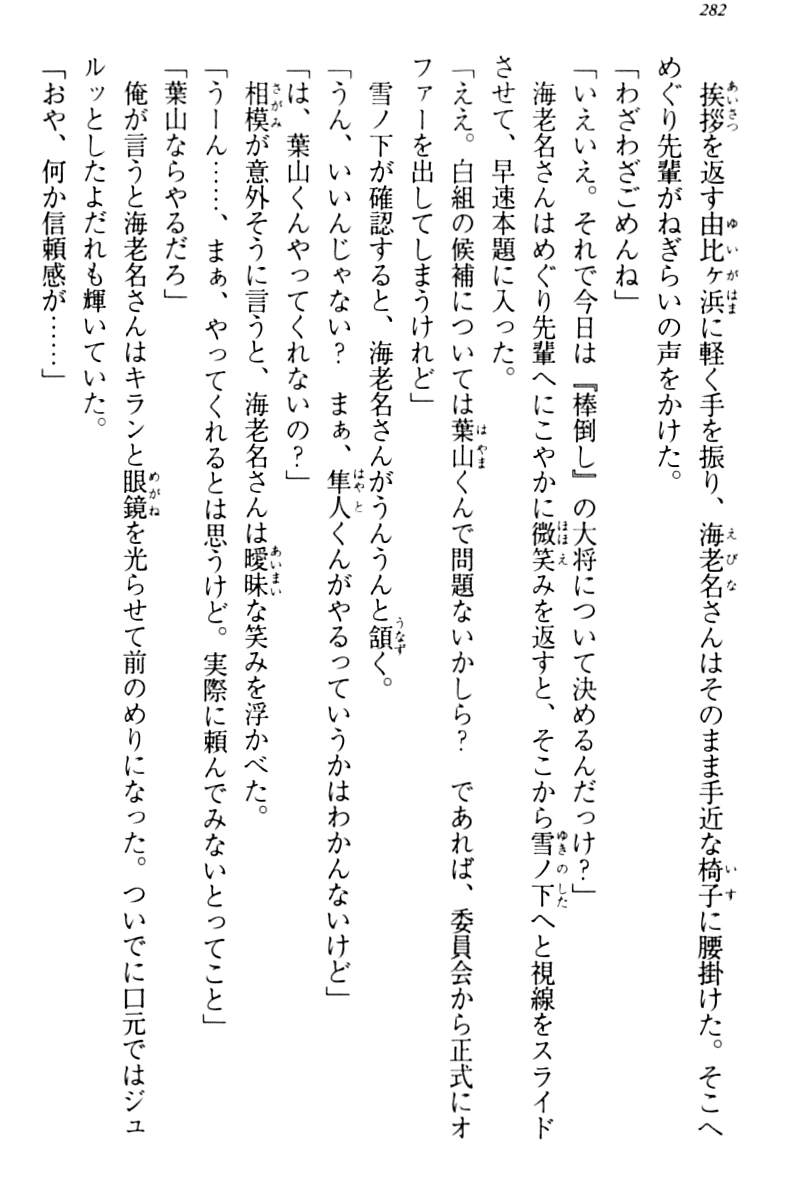 282
挨拶を返す由比ヶ浜に軽く手を振り、海老名さんはそのまま手近な椅子に腰掛けた。そこへ
めぐり先輩がねぎらいの声をかけた。
「わざわざごめんね」
「いえいえ。それで今日は『棒倒し』の大将について決めるんだっけ？」
海老名さんはめぐり先輩へにこやかに微笑みを返すと、そこから雪ノ下へと視線をスライド
させて、早速本題に入った。
「ええ。白組の候補については葉山くんで問題ないかしら？　であれば、委員会から正式にオ
ファーを出してしまうけれど」
雪ノ下が確認すると、海老名さんがうんうんと頷く。
「うん、いいんじゃない？　まぁ、隼人くんがやるっていうかはわかんないけど」
「は、葉山くんやってくれないの？」
相模が意外そうに言うと、海老名さんは曖昧な笑みを浮かべた。
「うーん……、まぁ、やってくれるとは思うけど。実際に頼んでみないとってこと」
「葉山ならやるだろ」
俺が言うと海老名さんはキランと眼鏡を光らせて前のめりになった。ついでに口元ではジュ
ルッとしたよだれも輝いていた。
「おや、何か信頼感が……」